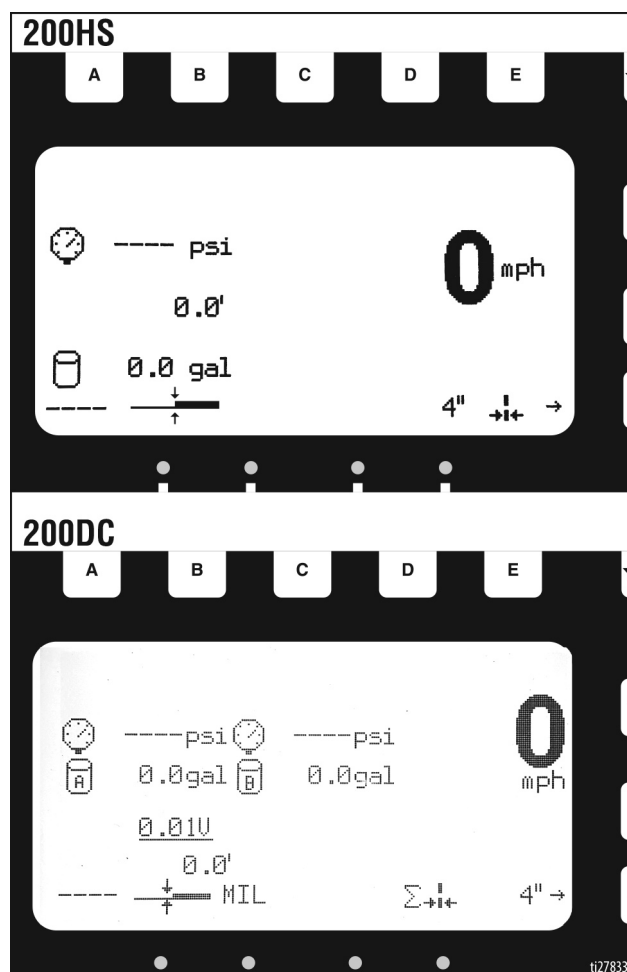 200HS
A B C D E
---- psi
0 mph
0.0'
0.0 gal
---- 4" →
200DC
A B C D E
0
----psi ----psi
A 0.0gal B 0.0gal mph
0.01V
0.0'
---- MIL Σ 4" →
ti27833